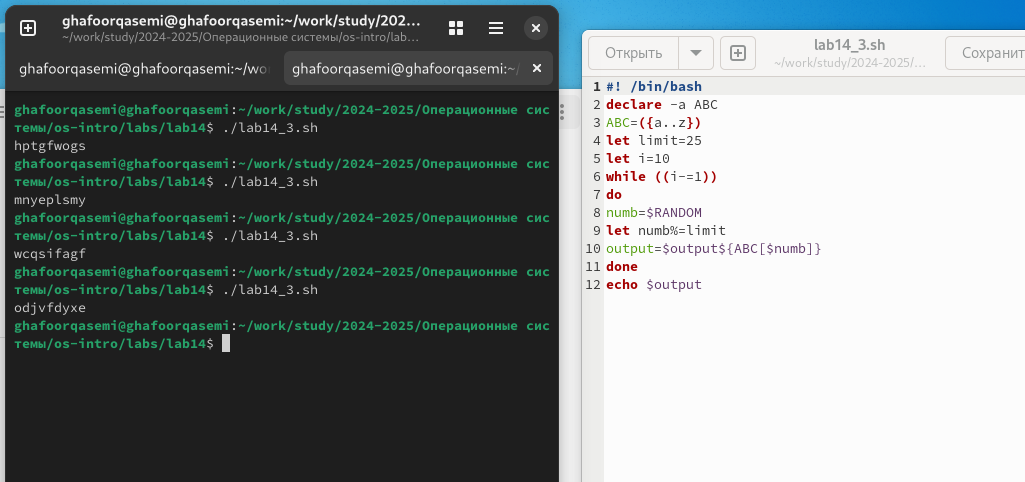 ghafoorqasemi@ghafoorqasemi:~/work/study/202...
~/work/study/2024-2025/Операционные системы/os-intro/lab...
ghafoorqasemi@ghafoorqasemi:~/wo
ghafoorqasemi@ghafoorqasemi:~/
ghafoorqasemi@ghafoorqasemi:~/work/study/2024-2025/Операционные сис
темы/os-intro/labs/lab14$ ./lab14_3.sh
hptgfwogs
ghafoorqasemi@ghafoorqasemi:~/work/study/2024-2025/Операционные сис
темы/os-intro/labs/lab14$ ./lab14_3.sh
mnyeplsmy
ghafoorqasemi@ghafoorqasemi:~/work/study/2024-2025/Операционные сис
темы/os-intro/labs/lab14$ ./lab14_3.sh
wcqsifagf
ghafoorqasemi@ghafoorqasemi:~/work/study/2024-2025/Операционные сис
темы/os-intro/labs/lab14$ ./lab14_3.sh
odjvfdyxe
ghafoorqasemi@ghafoorqasemi:~/work/study/2024-2025/Операционные сис
темы/os-intro/labs/lab14$
Открыть
lab14_3.sh
~/work/study/2024-2025/...
Сохранит
1 #! /bin/bash
2 declare -a ABC
3 ABC=({a..z})
4 let limit=25
5 let i=10
6 while ((i-=1))
7 do
8 numb=$RANDOM
9 let numb%=limit
10 output=$output${ABC[$numb]}
11 done
12 echo $output